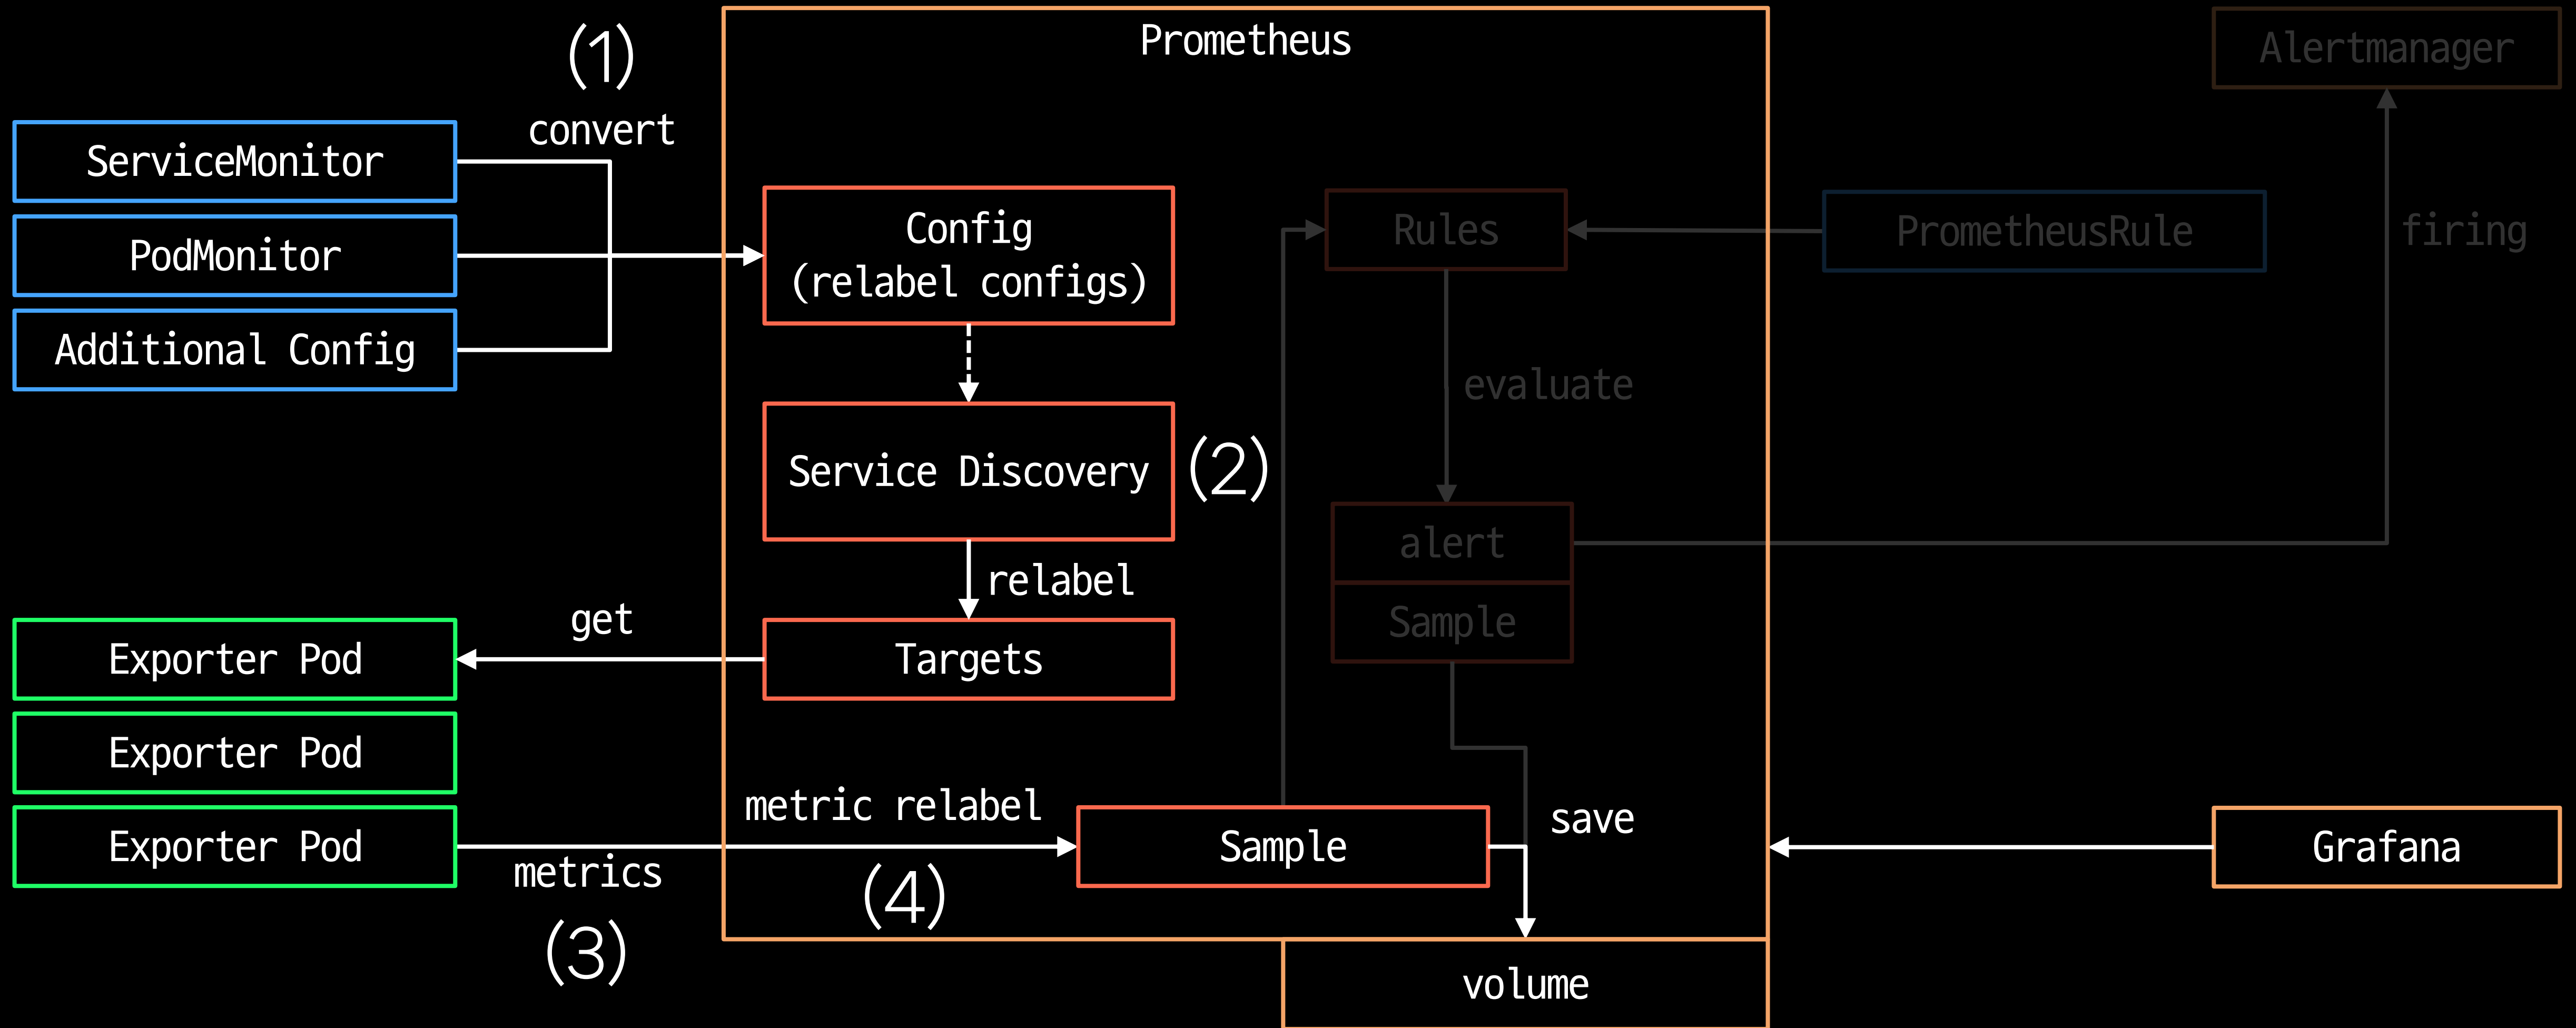 Prometheus
Alertmanager
(1)
convert
ServiceMonitor
PodMonitor
Additional Config
Config
(relabel configs)
Rules
PrometheusRule
firing
evaluate
Service Discovery
(2)
alert
Sample
relabel
get
Exporter Pod
Targets
Exporter Pod
Exporter Pod
metric relabel
metrics
(3)
(4)
Sample
save
Grafana
volume